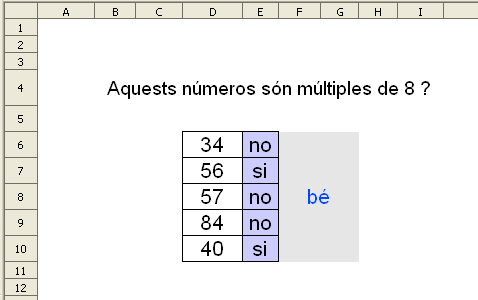 A B C D E F G H I
1
2
3
4 Aquests números són múltiples de 8 ?
5
6 34 no
7 56 si
8 57 no bé
9 84 no
10 40 si
11
12